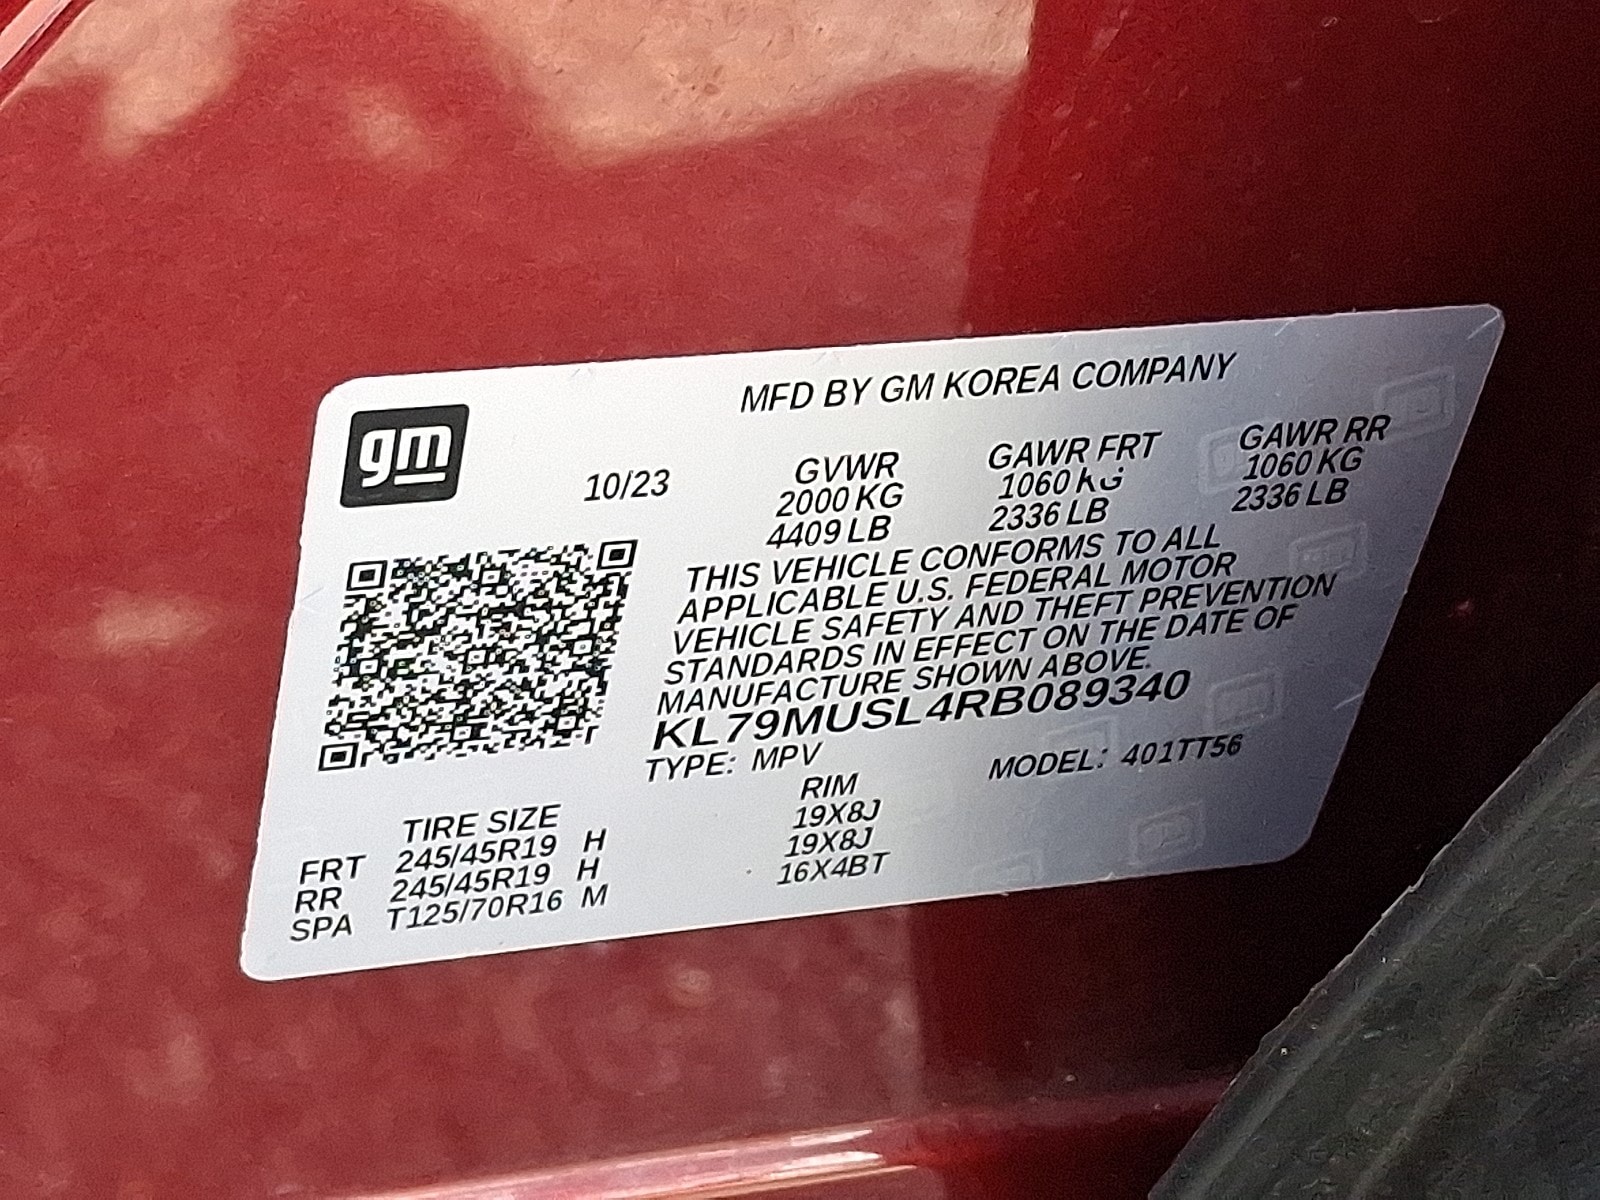 gm
MFD BY GM KOREA COMPANY
10/23
GVWR GAWR FRT GAWR RR
2000 KG 1060 KG 1060 KG
4409 LB 2336 LB 2336 LB
THIS VEHICLE CONFORMS TO ALL
APPLICABLE U.S. FEDERAL MOTOR
VEHICLE SAFETY AND THEFT PREVENTION
STANDARDS IN EFFECT ON THE DATE OF
MANUFACTURE SHOWN ABOVE.
KL79MUSL4RB089340
TYPE: MPV MODEL: 401TT56
TIRE SIZE RIM
FRT 245/45R19 H 19X8J
RR 245/45R19 H 19X8J
SPA T125/70R16 M 16X4BT